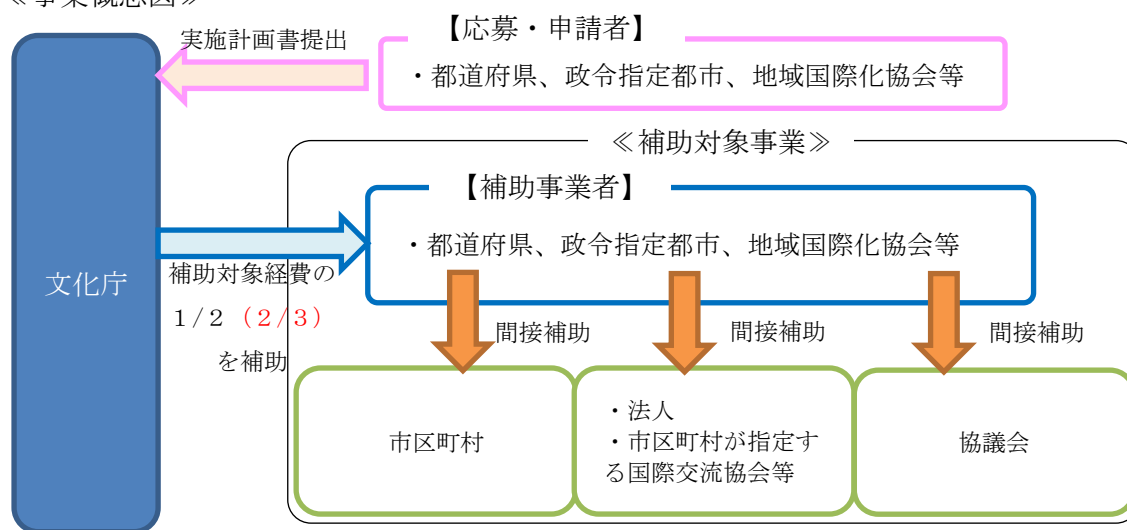 ≪事業概念図≫
実施計画書提出
【応募・申請者】
・都道府県、政令指定都市、地域国際化協会等
≪補助対象事業≫
【補助事業者】
・都道府県、政令指定都市、地域国際化協会等
文化庁
補助対象経費の
1/2 (2/3)
を補助
間接補助
間接補助
間接補助
市区町村
・法人
・市区町村が指定す
る国際交流協会等
協議会